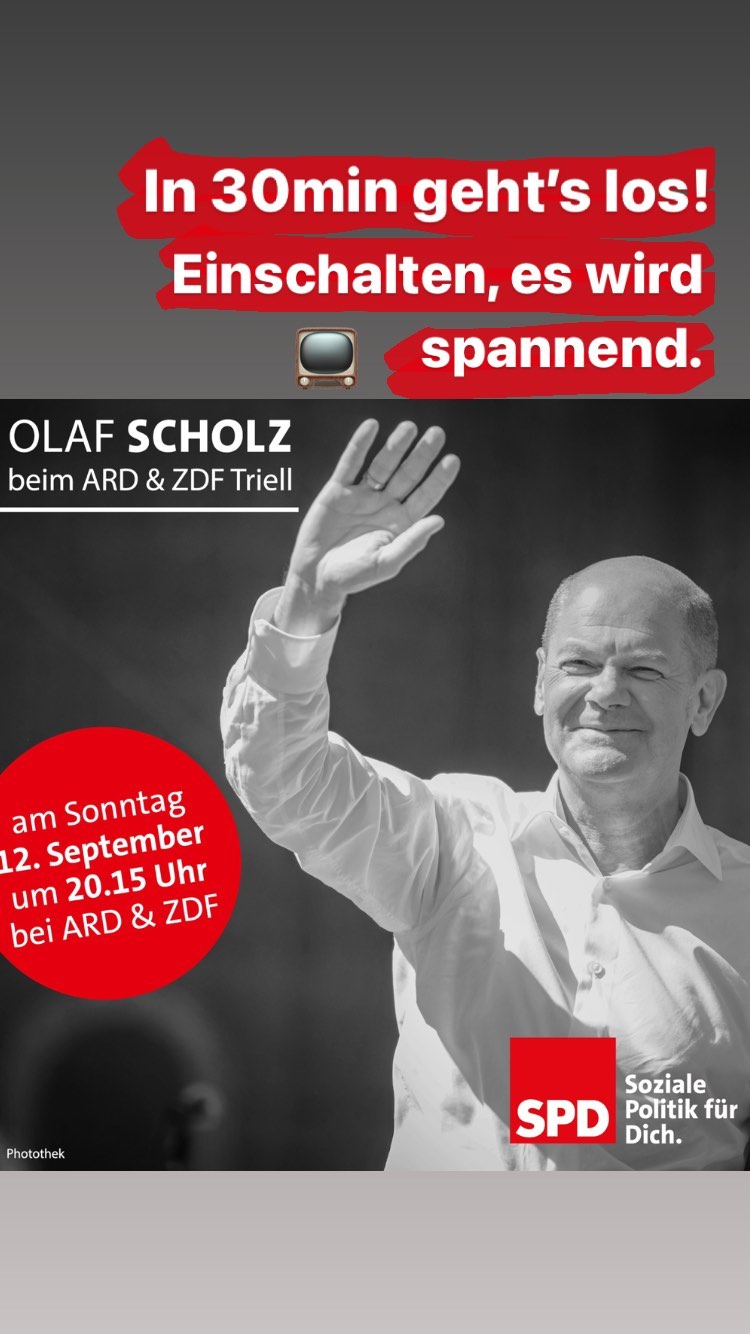 In 30min geht's los!
Einschalten, es wird
spannend.
OLAF SCHOLZ
beim ARD & ZDF Triell
am Sonntag
12. September
um 20.15 Uhr
bei ARD & ZDF
SPD
Soziale
Politik für
Dich.
Photothek